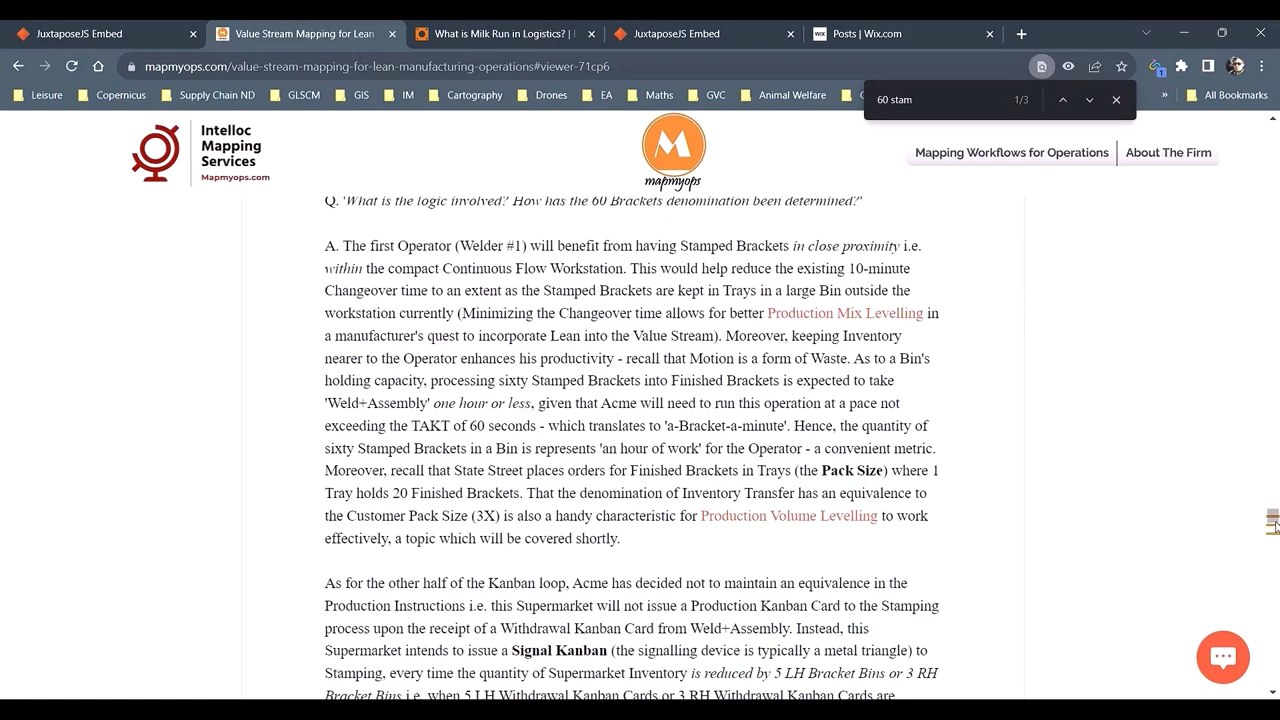 JuxtaposeJS Embed
Value Stream Mapping for Lean
What is Milk Run in Logistics? |
JuxtaposeJS Embed
Posts | Wix.com
mapmyops.com/value-stream-mapping-for-lean-manufacturing-operations#viewer-71cp6
Leisure Copernicus Supply Chain ND GLSCM GIS IM Cartography Drones EA Maths GVC Animal Welfare » All Bookmarks
60 stam 1/3
Intelloc
Mapping
Services
Mapmyops.com
mapmyops
Mapping Workflows for Operations
About The Firm
Q. 'What is the logic involved? How has the 60 Brackets denomination been determined?'
A. The first Operator (Welder #1) will benefit from having Stamped Brackets in close proximity i.e.
within the compact Continuous Flow Workstation. This would help reduce the existing 10-minute
Changeover time to an extent as the Stamped Brackets are kept in Trays in a large Bin outside the
workstation currently (Minimizing the Changeover time allows for better Production Mix Levelling in
a manufacturer's quest to incorporate Lean into the Value Stream). Moreover, keeping Inventory
nearer to the Operator enhances his productivity - recall that Motion is a form of Waste. As to a Bin's
holding capacity, processing sixty Stamped Brackets into Finished Brackets is expected to take
'Weld+Assembly' one hour or less, given that Acme will need to run this operation at a pace not
exceeding the TAKT of 60 seconds - which translates to 'a-Bracket-a-minute'. Hence, the quantity of
sixty Stamped Brackets in a Bin is represents 'an hour of work' for the Operator - a convenient metric.
Moreover, recall that State Street places orders for Finished Brackets in Trays (the Pack Size) where 1
Tray holds 20 Finished Brackets. That the denomination of Inventory Transfer has an equivalence to
the Customer Pack Size (3X) is also a handy characteristic for Production Volume Levelling to work
effectively, a topic which will be covered shortly.
As for the other half of the Kanban loop, Acme has decided not to maintain an equivalence in the
Production Instructions i.e. this Supermarket will not issue a Production Kanban Card to the Stamping
process upon the receipt of a Withdrawal Kanban Card from Weld+Assembly. Instead, this
Supermarket intends to issue a Signal Kanban (the signalling device is typically a metal triangle) to
Stamping, every time the quantity of Supermarket Inventory is reduced by 5 LH Bracket Bins or 3 RH
Bracket Bins i.e. when 5 LH Withdrawal Kanban Cards or 3 RH Withdrawal Kanban Cards are